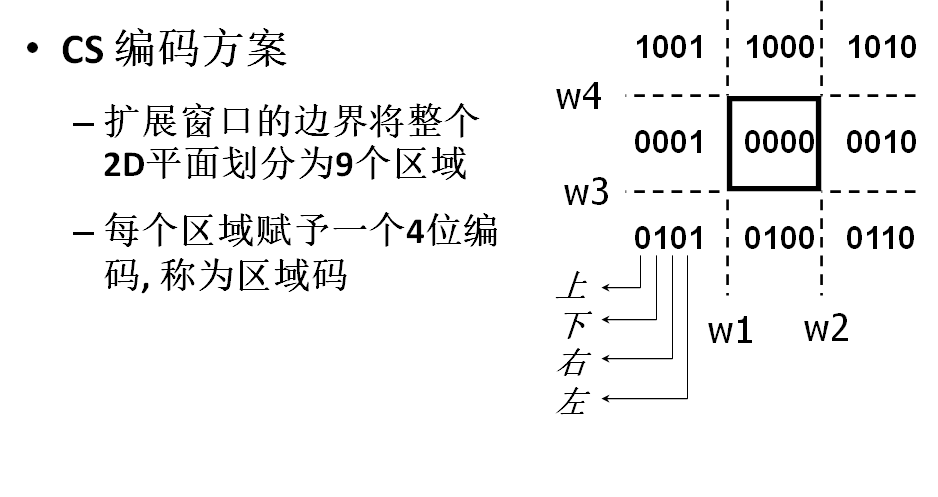 • CS 编码方案
– 扩展窗口的边界将整个
2D平面划分为9个区域
– 每个区域赋予一个4位编
码, 称为区域码
1001 1000 1010
w4
0001 0000 0010
w3
0101 0100 0110
上
下
w1 w2
右
左